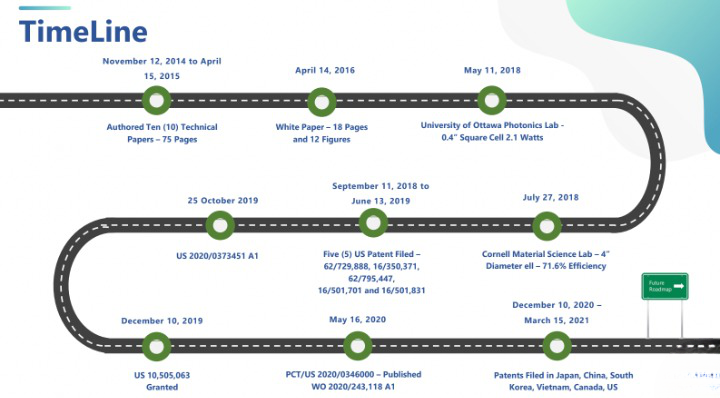 TimeLine
November 12, 2014 to April
15, 2015
Authored Ten (10) Technical
Papers – 75 Pages
April 14, 2016
White Paper – 18 Pages
and 12 Figures
May 11, 2018
University of Ottawa Photonics Lab -
0.4" Square Cell 2.1 Watts
25 October 2019
US 2020/0373451 A1
September 11, 2018 to
June 13, 2019
Five (5) US Patent Filed –
62/729,888, 16/350,371,
62/795,447,
16/501,701 and 16/501,831
July 27, 2018
Cornell Material Science Lab – 4"
Diameter ell – 71.6% Efficiency
Future
Roadmap
December 10, 2019
US 10,505,063
Granted
May 16, 2020
PCT/US 2020/0346000 – Published
WO 2020/243,118 A1
December 10, 2020 –
March 15, 2021
Patents Filed in Japan, China, South
Korea, Vietnam, Canada, US